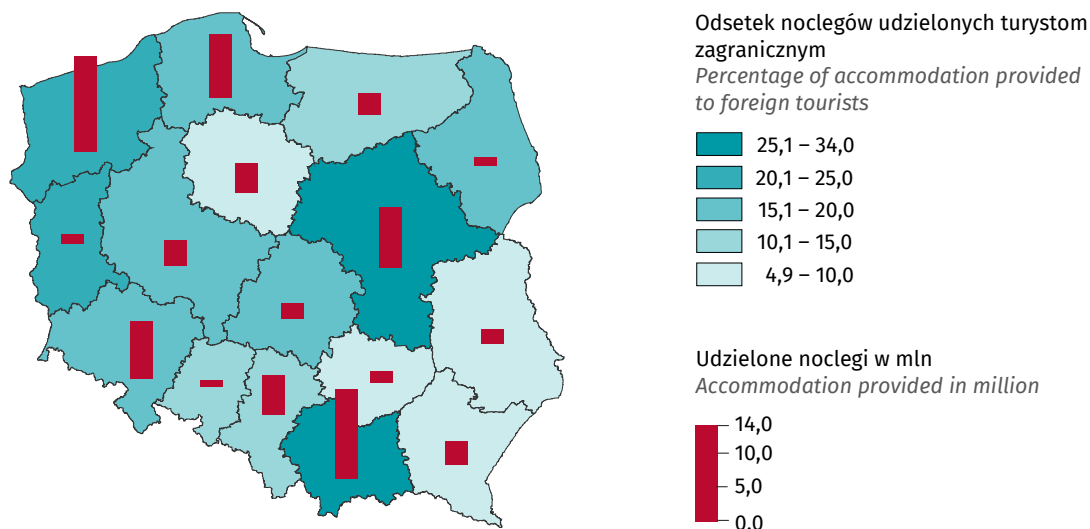 Odsetek noclegów udzielonych turystom
zagranicznym
Percentage of accommodation provided
to foreign tourists
25,1 – 34,0
20,1 – 25,0
15,1 – 20,0
10,1 – 15,0
4,9 – 10,0
Udzielone noclegi w mln
Accommodation provided in million
14,0
10,0
5,0
0,0